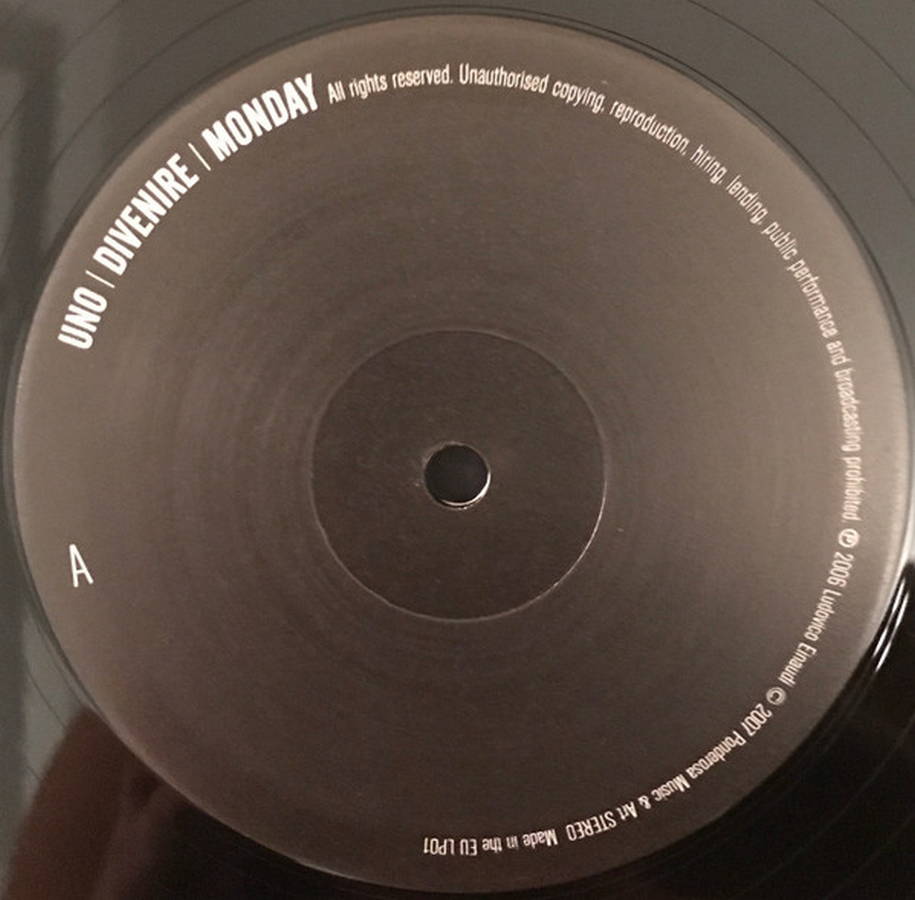 UNO | DIVENIRE | MONDAY All rights reserved. Unauthorised copying, reproduction, hiring, lending, public performance and broadcasting prohibited. ℗ 2006 Ludovico Einaudi © 2007 Ponderosa Music & Art STEREO Made in the EU LP01
A